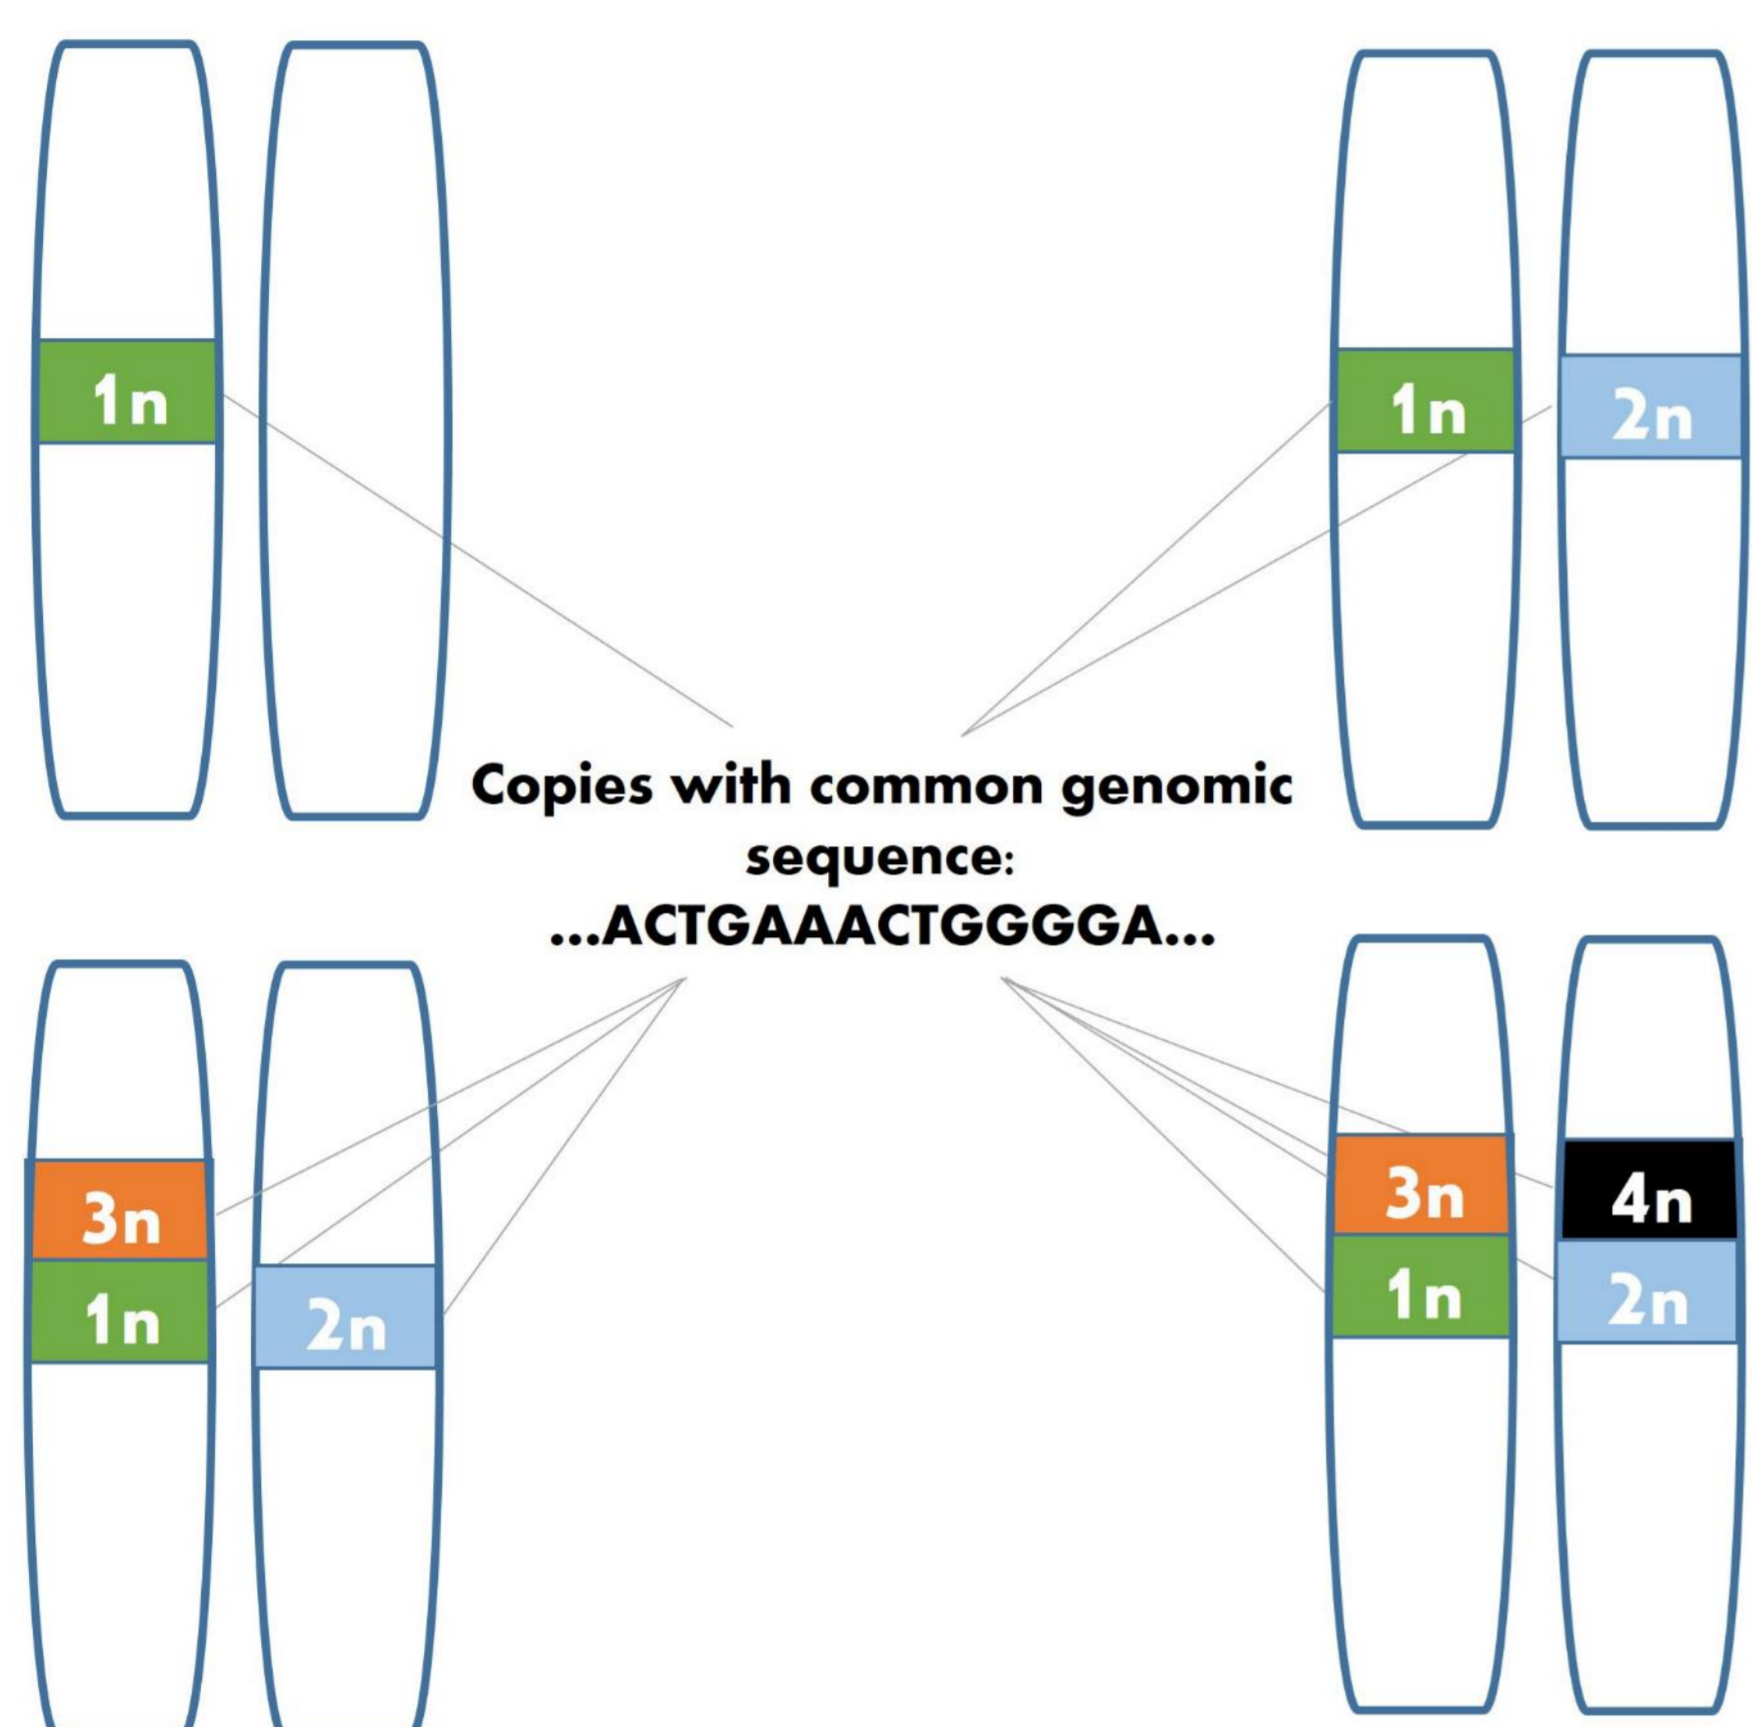 1n
1n 2n
Copies with common genomic
sequence:
...ACTGAAACTGGGGA...
3n
1n 2n
3n 4n
1n 2n